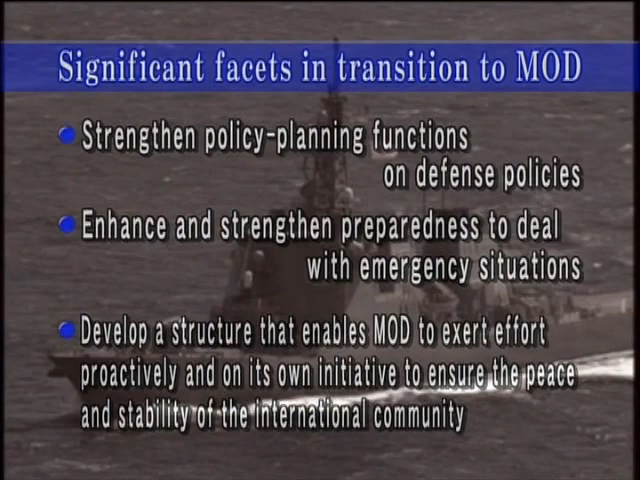 Significant facets in transition to MOD
Strengthen policy-planning functions
on defense policies
Enhance and strengthen preparedness to deal
with emergency situations
Develop a structure that enables MOD to exert effort
proactively and on its own initiative to ensure the peace
and stability of the international community